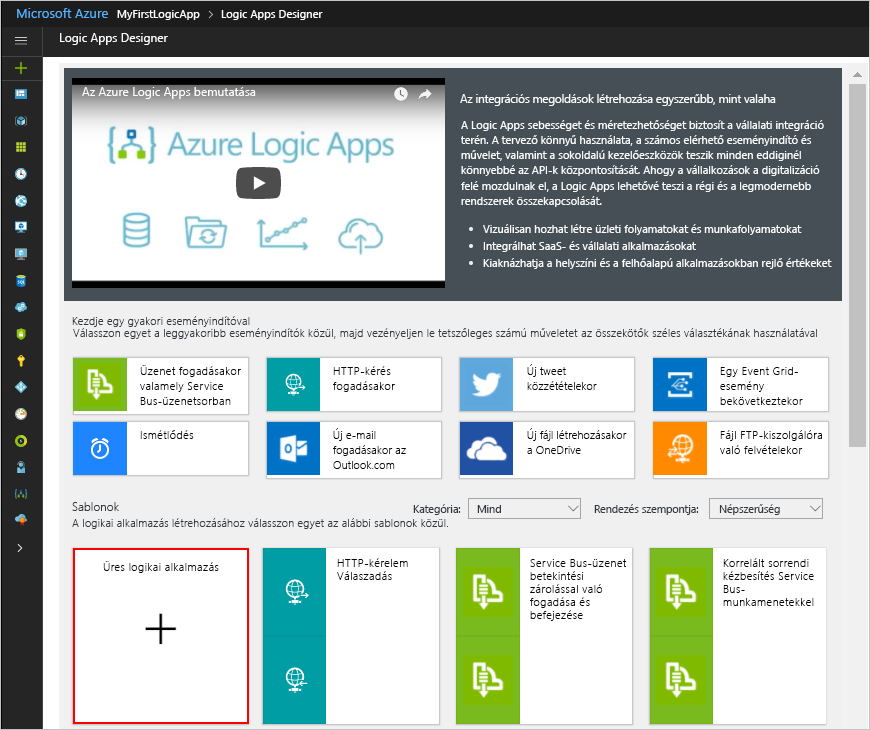 Microsoft Azure MyFirstLogicApp > Logic Apps Designer
Logic Apps Designer
Az Azure Logic Apps bemutatása
Azure Logic Apps
Az integrációs megoldások létrehozása egyszerűbb, mint valaha
A Logic Apps sebességet és méretezhetőséget biztosít a vállalati integráció
terén. A tervező könnyű használata, a számos elérhető eseményindító és
művelet, valamint a sokoldalú kezelőeszközök teszik minden eddiginél
könnyebbé az API-k központosítását. Ahogy a vállalkozások a digitalizáció
felé mozdulnak el, a Logic Apps lehetővé teszi a régi és a legmodernebb
rendszerek összekapcsolását.
• Vizuálisan hozhat létre üzleti folyamatokat és munkafolyamatokat
• Integrálhat SaaS- és vállalati alkalmazásokat
• Kiaknázhatja a helyszíni és a felhőalapú alkalmazásokban rejlő értékeket
Kezdje egy gyakori eseményindítóval
Válasszon egyet a leggyakoribb eseményindítók közül, majd vezényeljen le tetszőleges számú műveletet az összekötők széles választékának használatával
Üzenet fogadásakor
valamely Service
Bus-üzenetsorban
HTTP-kérés
fogadásakor
Új tweet
közzétételekor
Egy Event Grid-
esemény
bekövetkeztekor
Ismétlődés
Új e-mail
fogadásakor az
Outlook.com
Új fájl létrehozásakor
a OneDrive
Fájl FTP-kiszolgálóra
való felvételekor
Sablonok
A logikai alkalmazás létrehozásához válasszon egyet az alábbi sablonok közül.
Kategória: Mind
Rendezés szempontja: Népszerűség
Üres logikai alkalmazás
HTTP-kérelem
Válaszadás
Service Bus-üzenet
betekintési
zárolással való
fogadása és
befejezése
Korrelált sorrendi
kézbesítés Service
Bus-
munkamenetekkel